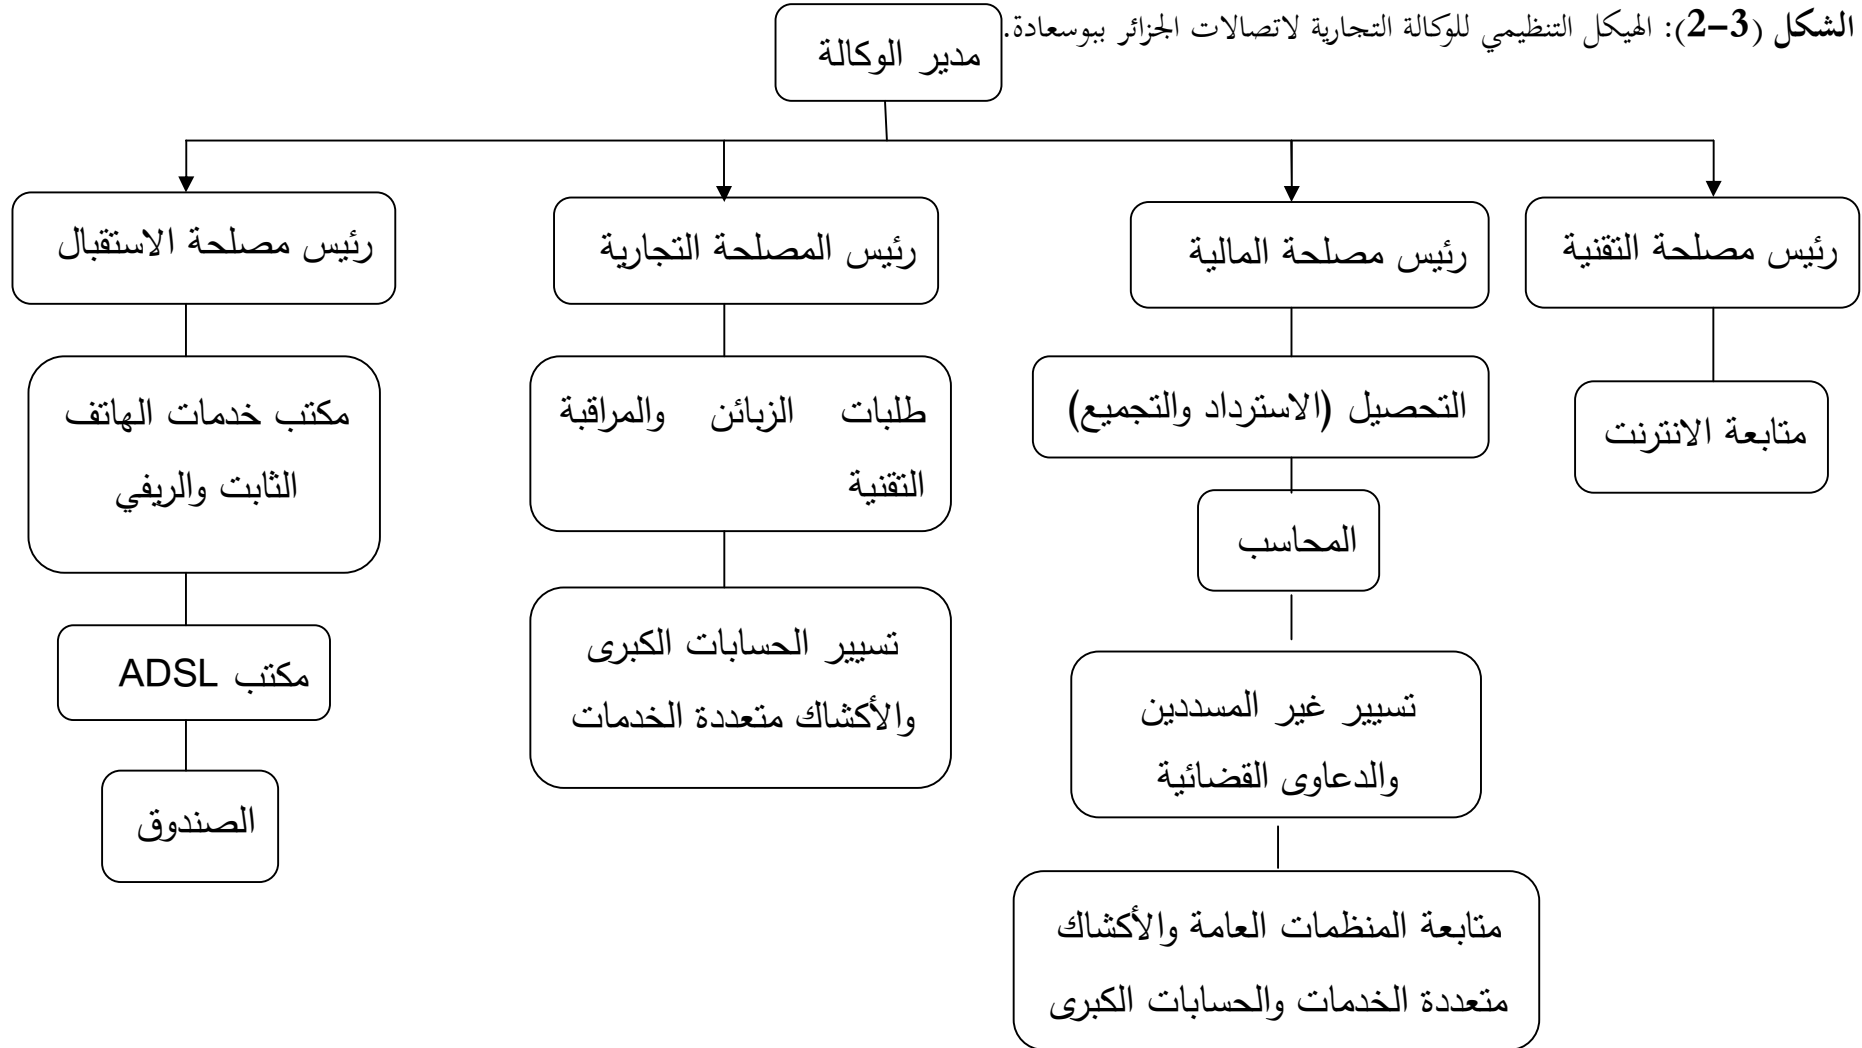 الشكل (3-2): الهيكل التنظيمي للوكالة التجارية لاتصالات الجزائر ببوسعادة.
مدير الوكالة
رئيس مصلحة التقنية
رئيس مصلحة المالية
رئيس المصلحة التجارية
رئيس مصلحة الاستقبال
متابعة الانترنت
التحصيل (الاسترداد والتجميع)
المحاسب
تسيير غير المسددين
والدعاوى القضائية
متابعة المنظمات العامة والأكشاك
متعددة الخدمات والحسابات الكبرى
طلبات الزبائن والمراقبة
التقنية
تسيير الحسابات الكبرى
والأكشاك متعددة الخدمات
مكتب خدمات الهاتف
الثابت والريفي
مكتب ADSL
الصندوق